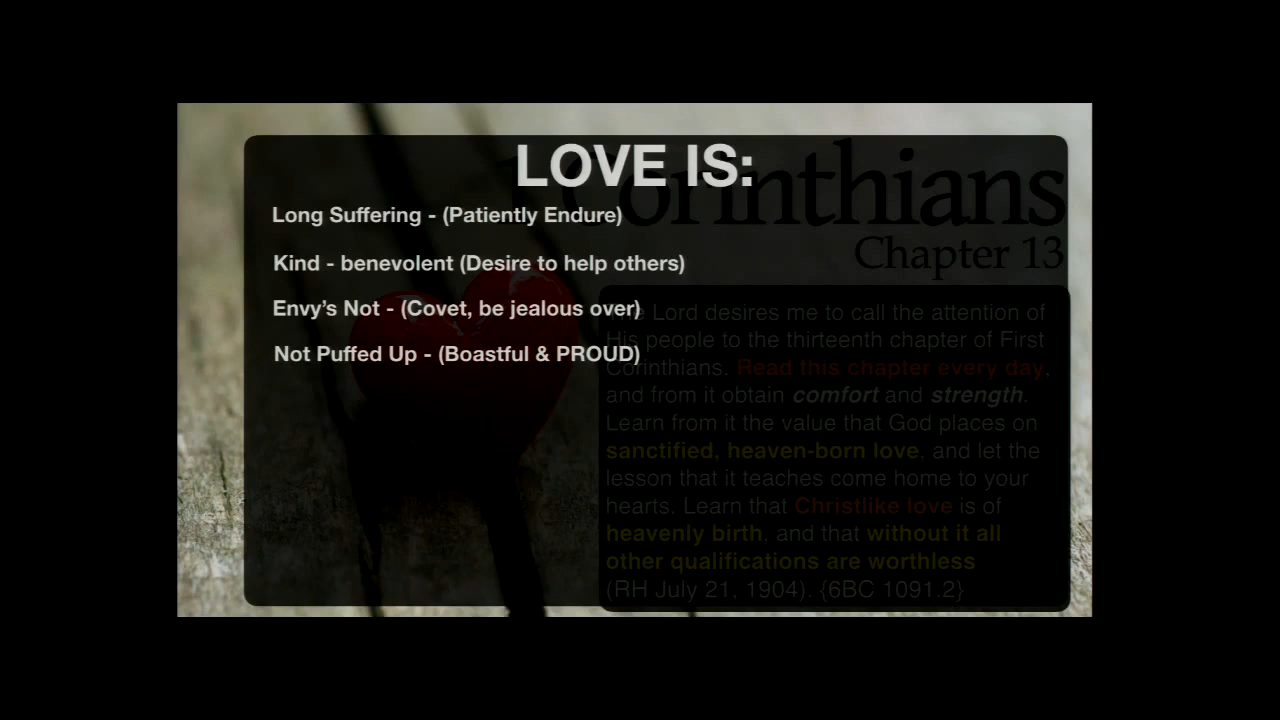 LOVE IS:
Long Suffering - (Patiently Endure)
Kind - benevolent (Desire to help others)
Envy’s Not - (Covet, be jealous over)
Not Puffed Up - (Boastful & PROUD)
Corinthians
Chapter 13
Lord desires me to call the attention of
His people to the thirteenth chapter of First
Corinthians. Read this chapter every day,
and from it obtain comfort and strength.
Learn from it the value that God places on
sanctified, heaven-born love, and let the
lesson that it teaches come home to your
hearts. Learn that Christlike love is of
heavenly birth, and that without it all
other qualifications are worthless
(RH July 21, 1904). {6BC 1091.2}